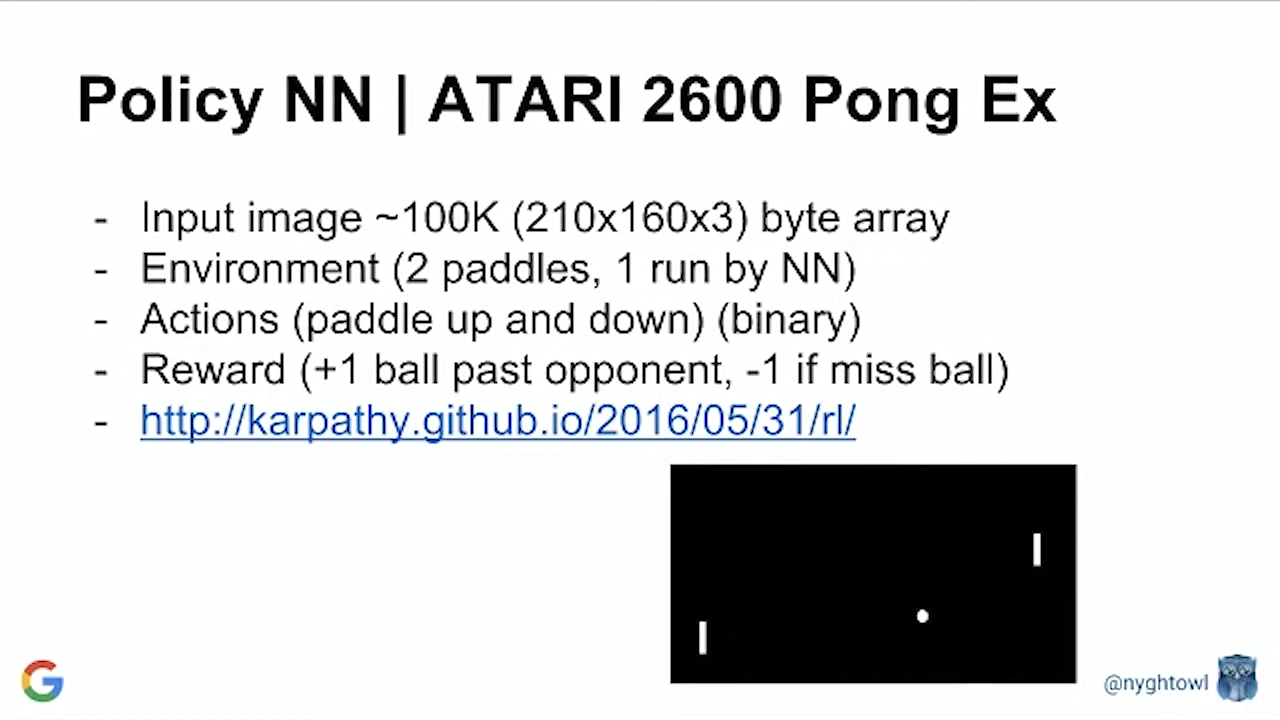 Policy NN | ATARI 2600 Pong Ex
- Input image ~100K (210x160x3) byte array
- Environment (2 paddles, 1 run by NN)
- Actions (paddle up and down) (binary)
- Reward (+1 ball past opponent, -1 if miss ball)
- http://karpathy.github.io/2016/05/31/rl/
G
@nyghtowl